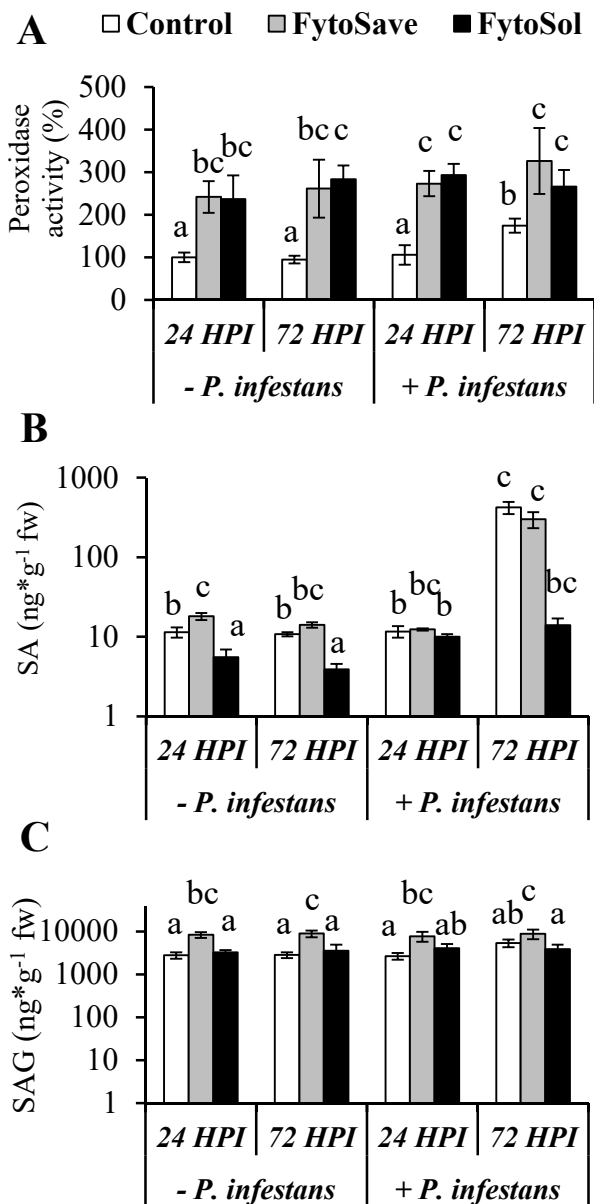 A
Control FytoSave FytoSol
Peroxidase
activity (%)
500
400
300
200
100
0
a bc bc a bc c a c c b c c
24 HPI 72 HPI 24 HPI 72 HPI
- P. infestans + P. infestans
B
SA (ng*g-1 fw)
1000
100
10
1
b c a b bc a b bc b c c bc
24 HPI 72 HPI 24 HPI 72 HPI
- P. infestans + P. infestans
C
SAG (ng*g-1 fw)
10000
1000
100
10
1
a bc a a c a a bc ab ab c a
24 HPI 72 HPI 24 HPI 72 HPI
- P. infestans + P. infestans